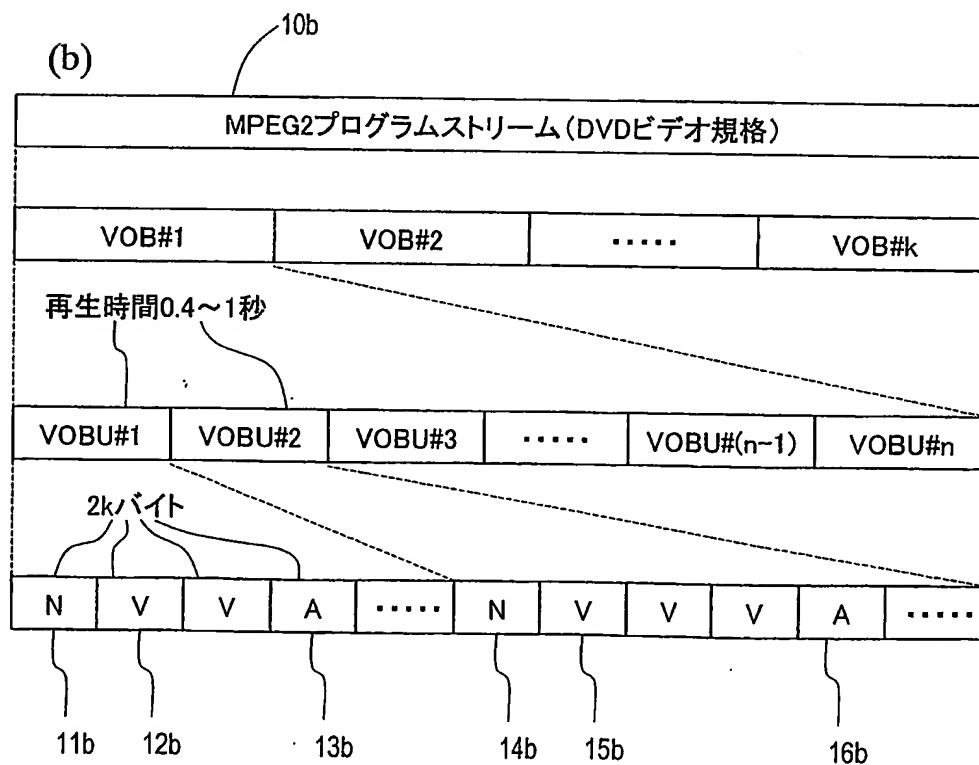 10b
(b)
MPEG2プログラムストリーム(DVDビデオ規格)
VOB#1 VOB#2 ・・・・・ VOB#k
再生時間0.4～1秒
VOBU#1 VOBU#2 VOBU#3 ・・・・・ VOBU#(n-1) VOBU#n
2kバイト
N V V A ・・・・・ N V V V A ・・・・・
11b 12b 13b 14b 15b 16b